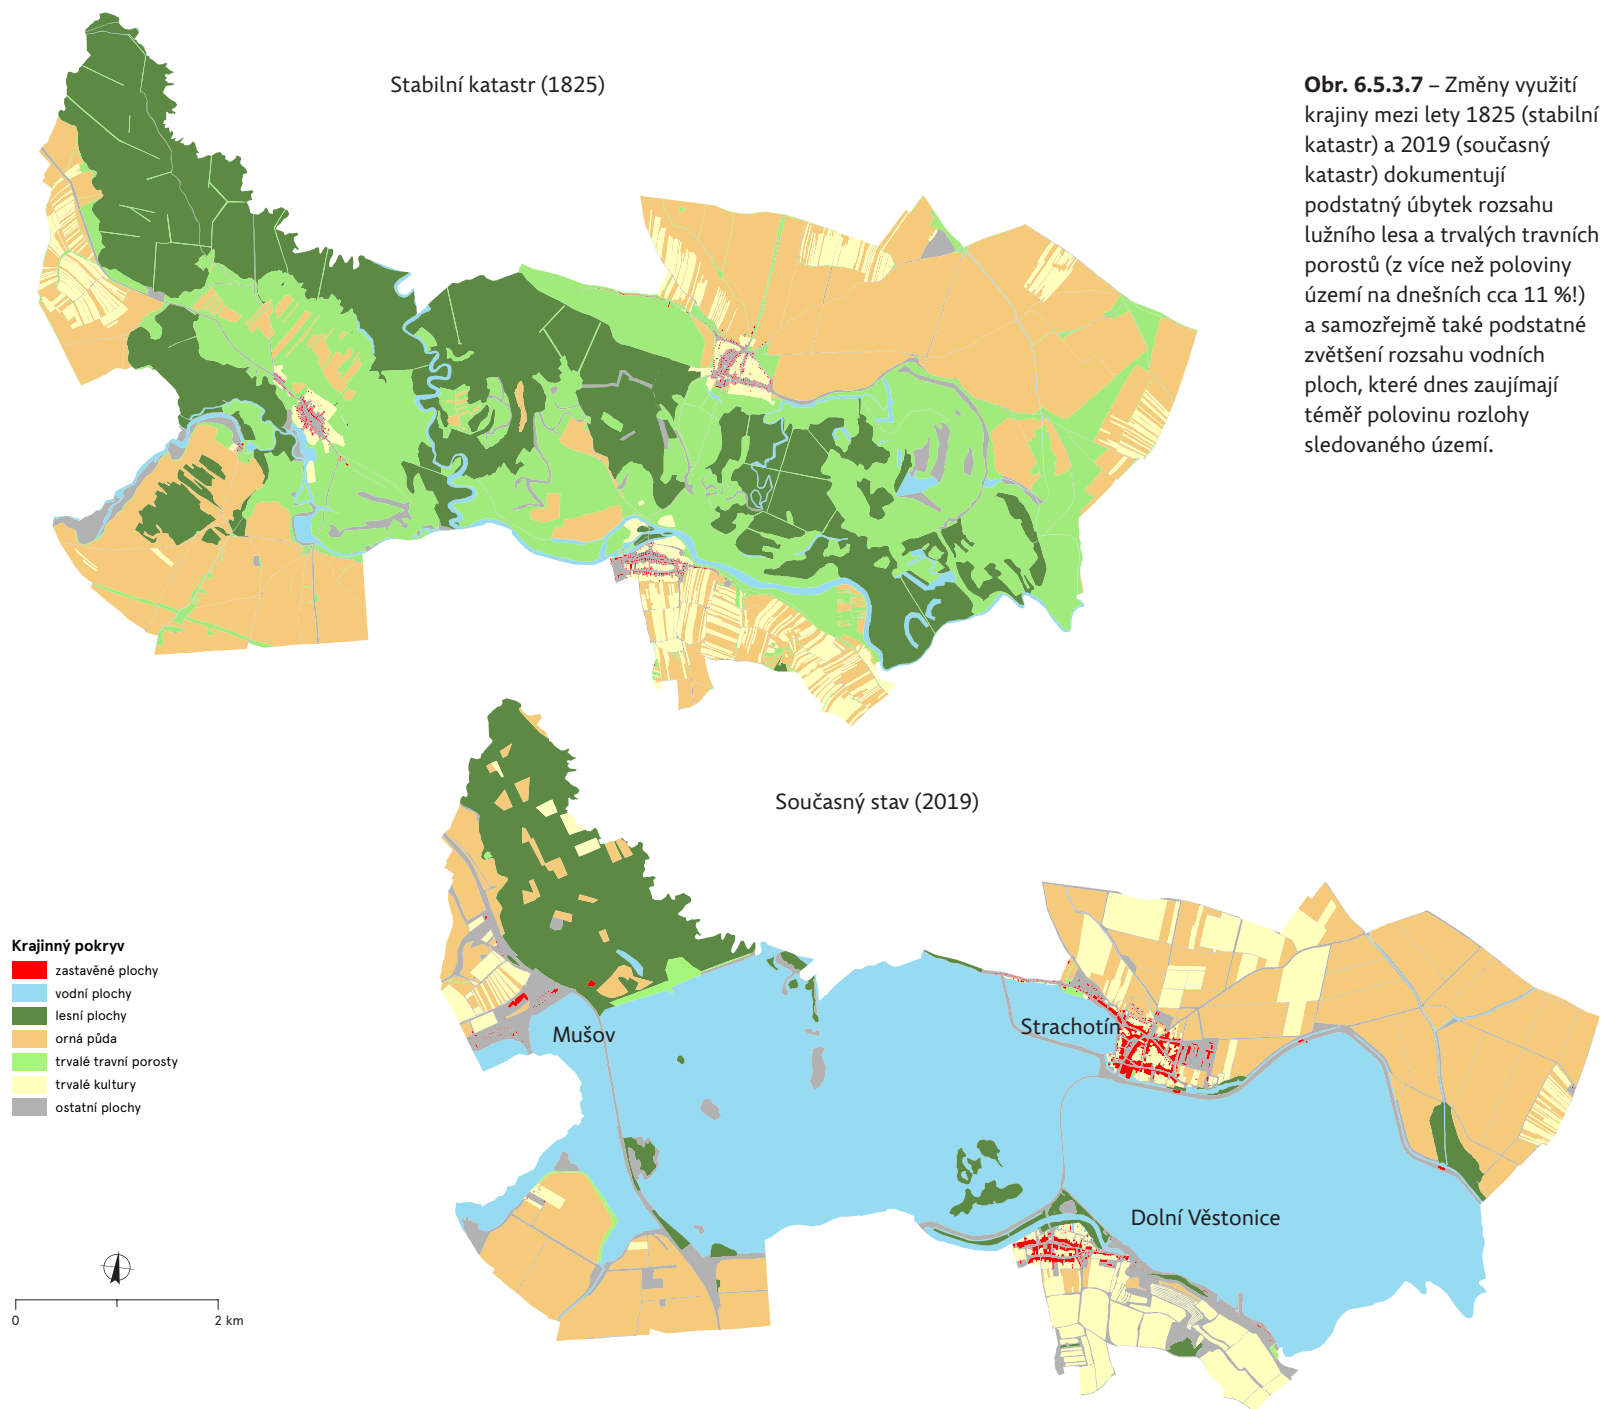 Stabilní katastr (1825)
Obr. 6.5.3.7 – Změny využití
krajiny mezi lety 1825 (stabilní
katastr) a 2019 (současný
katastr) dokumentují
podstatný úbytek rozsahu
lužního lesa a trvalých travních
porostů (z více než poloviny
území na dnešních cca 11 %!)
a samozřejmě také podstatné
zvětšení rozsahu vodních
ploch, které dnes zaujímají
téměř polovinu rozlohy
sledovaného území.
Současný stav (2019)
Krajinný pokryv
zastavěné plochy
vodní plochy
lesní plochy
orná půda
trvalé travní porosty
trvalé kultury
ostatní plochy
Mušov
Strachotín
Dolní Věstonice
0 2 km